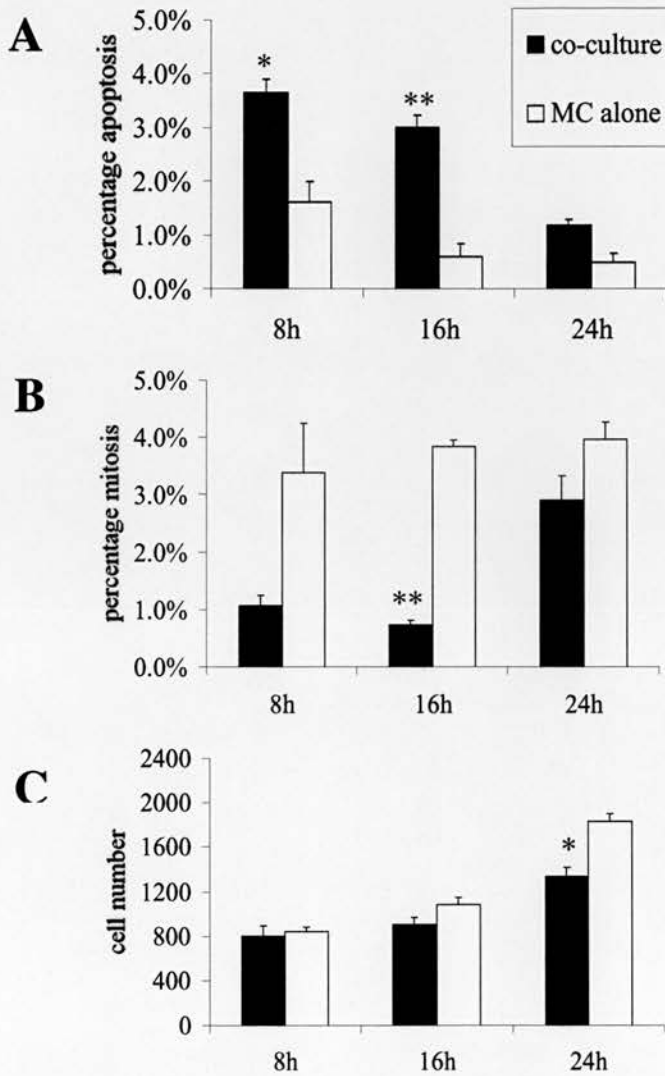 A
percentage apoptosis
5.0%
4.0%
3.0%
2.0%
1.0%
0.0%
*
**
8h 16h 24h
co-culture
MC alone
B
percentage mitosis
5.0%
4.0%
3.0%
2.0%
1.0%
0.0%
**
8h 16h 24h
C
cell number
2400
2000
1600
1200
800
400
0
*
8h 16h 24h